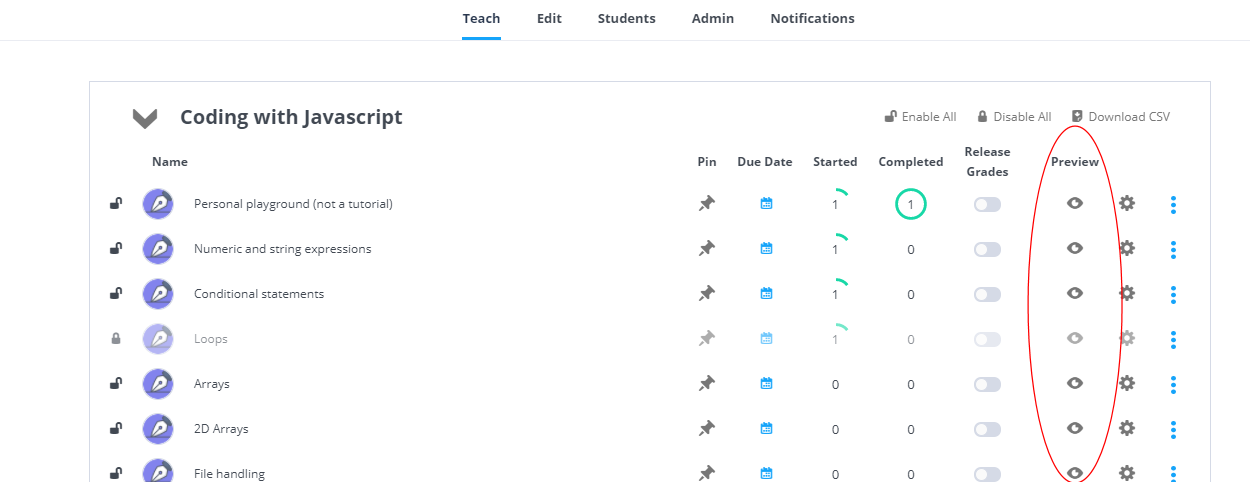 Teach Edit Students Admin Notifications
Coding with Javascript Enable All Disable All Download CSV
Name Pin Due Date Started Completed Release Grades Preview
Personal playground (not a tutorial) 1 1
Numeric and string expressions 1 0
Conditional statements 1 0
Loops 1 0
Arrays 0 0
2D Arrays 0 0
File handling 0 0